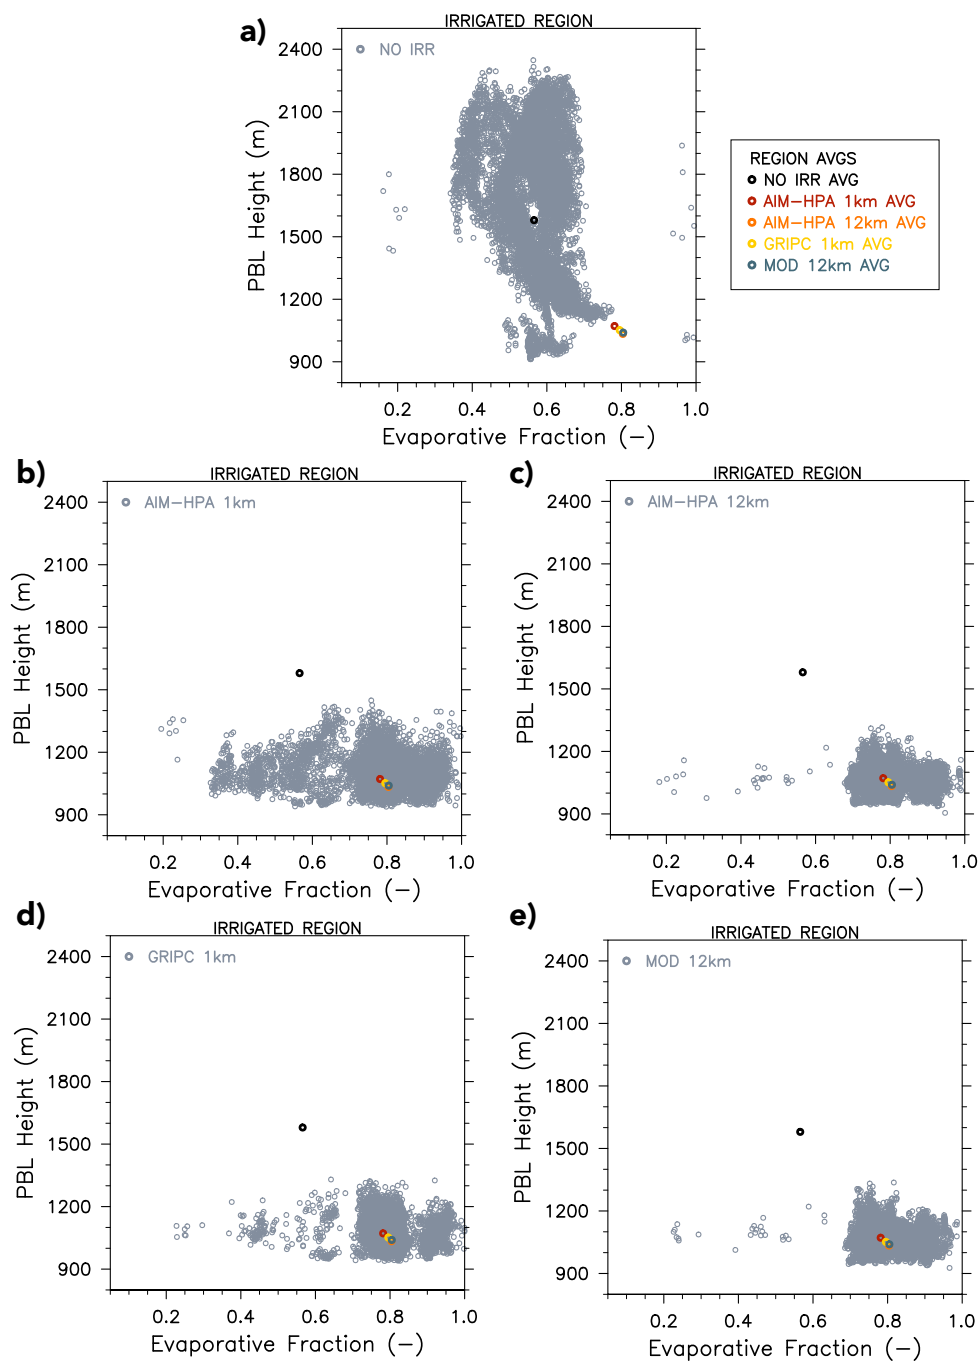 a)
IRRIGATED REGION
NO IRR
2400
2100
1800
1500
1200
900
PBL Height (m)
0.2 0.4 0.6 0.8 1.0
Evaporative Fraction (−)
REGION AVGS
NO IRR AVG
AIM−HPA 1km AVG
AIM−HPA 12km AVG
GRIPC 1km AVG
MOD 12km AVG
b)
IRRIGATED REGION
AIM−HPA 1km
2400
2100
1800
1500
1200
900
PBL Height (m)
0.2 0.4 0.6 0.8 1.0
Evaporative Fraction (−)
c)
IRRIGATED REGION
AIM−HPA 12km
2400
2100
1800
1500
1200
900
PBL Height (m)
0.2 0.4 0.6 0.8 1.0
Evaporative Fraction (−)
d)
IRRIGATED REGION
GRIPC 1km
2400
2100
1800
1500
1200
900
PBL Height (m)
0.2 0.4 0.6 0.8 1.0
Evaporative Fraction (−)
e)
IRRIGATED REGION
MOD 12km
2400
2100
1800
1500
1200
900
PBL Height (m)
0.2 0.4 0.6 0.8 1.0
Evaporative Fraction (−)